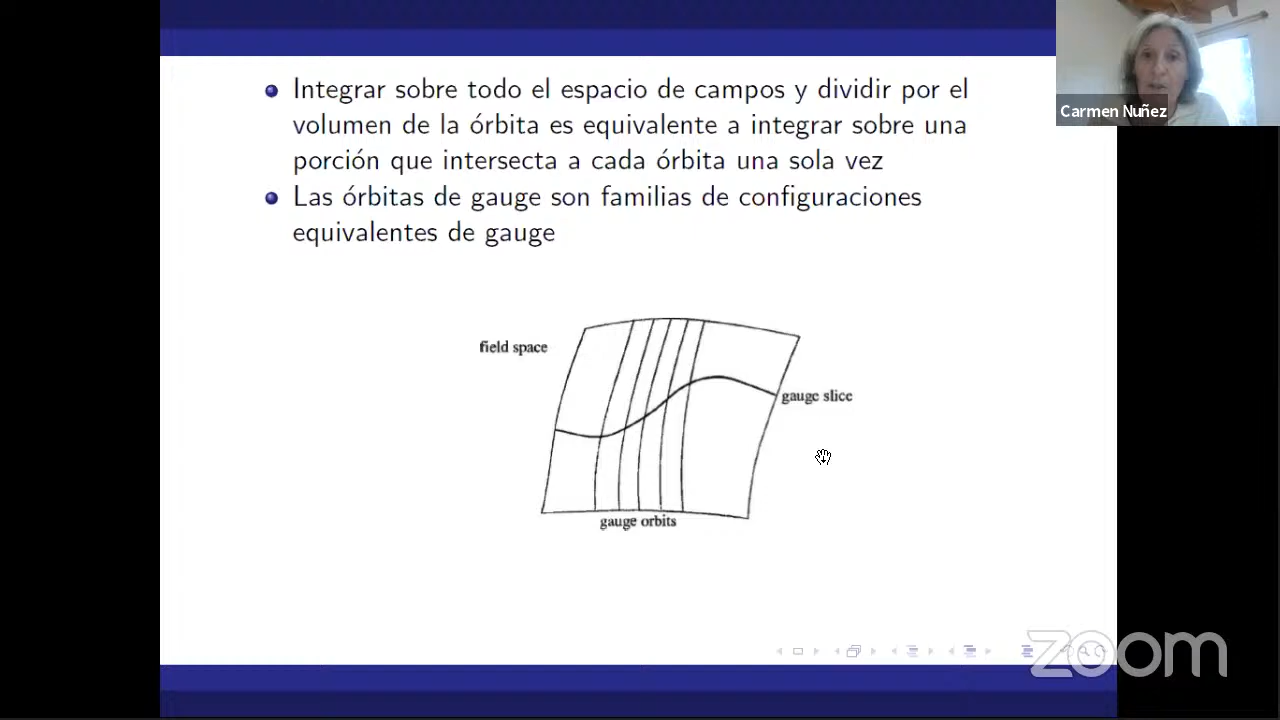 Integrar sobre todo el espacio de campos y dividir por el
volumen de la órbita es equivalente a integrar sobre una
porción que intersecta a cada órbita una sola vez
Las órbitas de gauge son familias de configuraciones
equivalentes de gauge
field space
gauge slice
gauge orbits
Carmen Nuñez
zoom